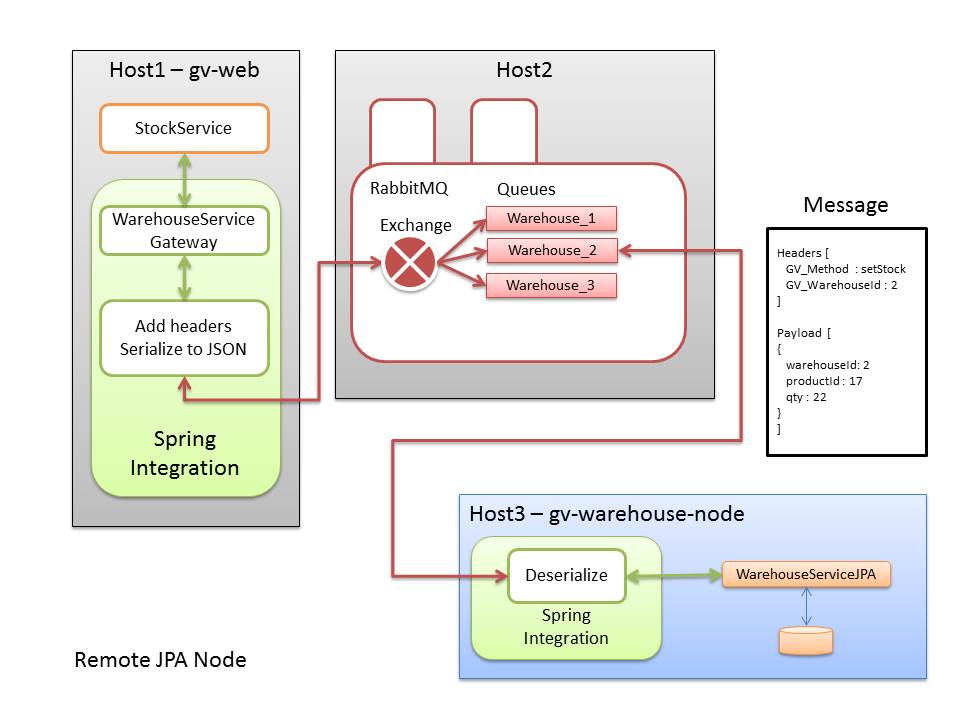 Host1 – gv-web
StockService
WarehouseService
Gateway
Add headers
Serialize to JSON
Spring
Integration
Host2
RabbitMQ
Exchange
Queues
Warehouse_1
Warehouse_2
Warehouse_3
Message
Headers [
GV_Method : setStock
GV_WarehouseId : 2
]
Payload [
{
warehouseId: 2
productId : 17
qty : 22
}
]
Host3 – gv-warehouse-node
Deserialize
Spring
Integration
WarehouseServiceJPA
Remote JPA Node